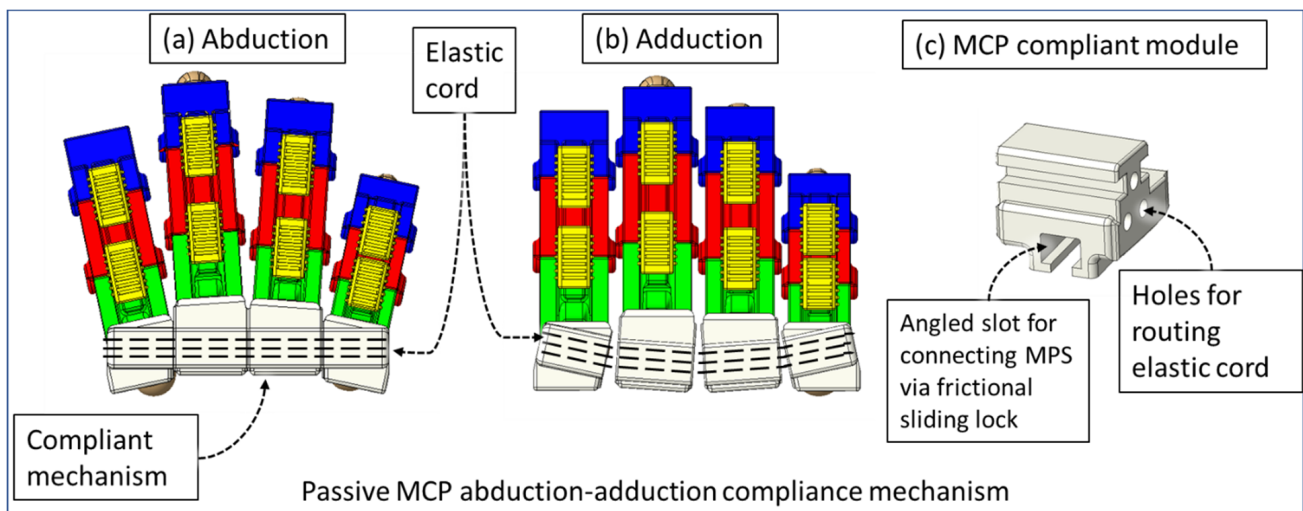 (a) Abduction
Elastic
cord
(b) Adduction
(c) MCP compliant module
Compliant
mechanism
Angled slot for
connecting MPS
via frictional
sliding lock
Holes for
routing
elastic cord
Passive MCP abduction-adduction compliance mechanism